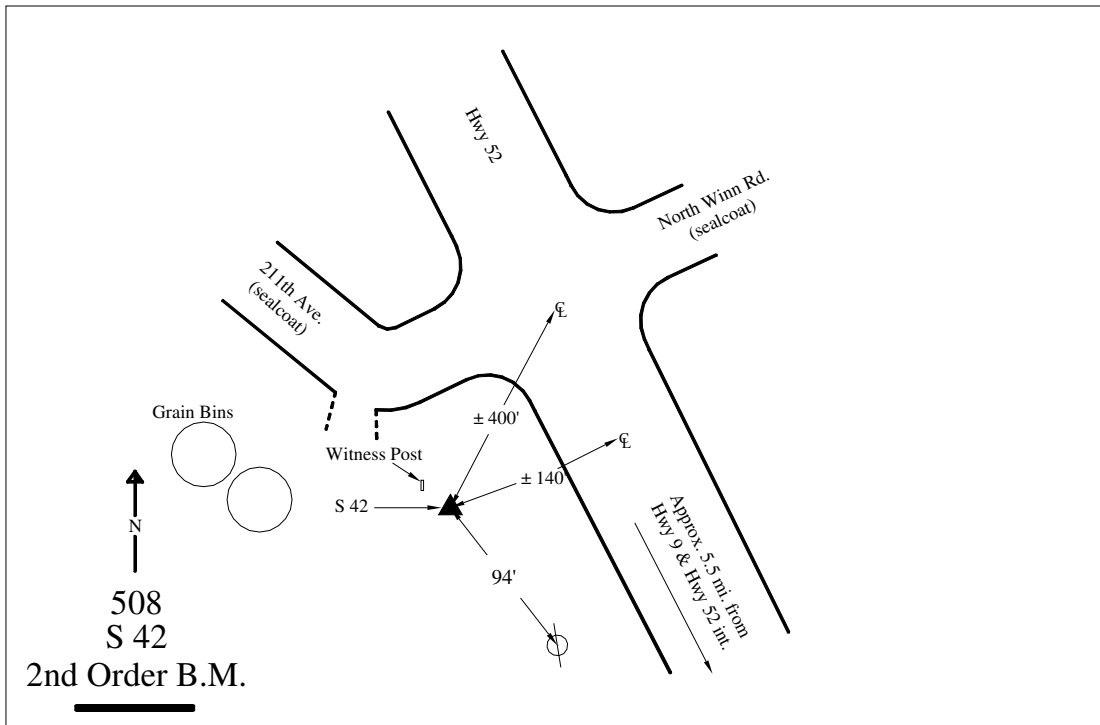 Hwy 52
North Winn Rd.
(sealcoat)
211th Ave.
(sealcoat)
℄
± 400'
Grain Bins
℄
Witness Post
± 140'
S 42
N
94'
Approx. 5.5 mi. from
Hwy 9 & Hwy 52 int.
508
S 42
2nd Order B.M.